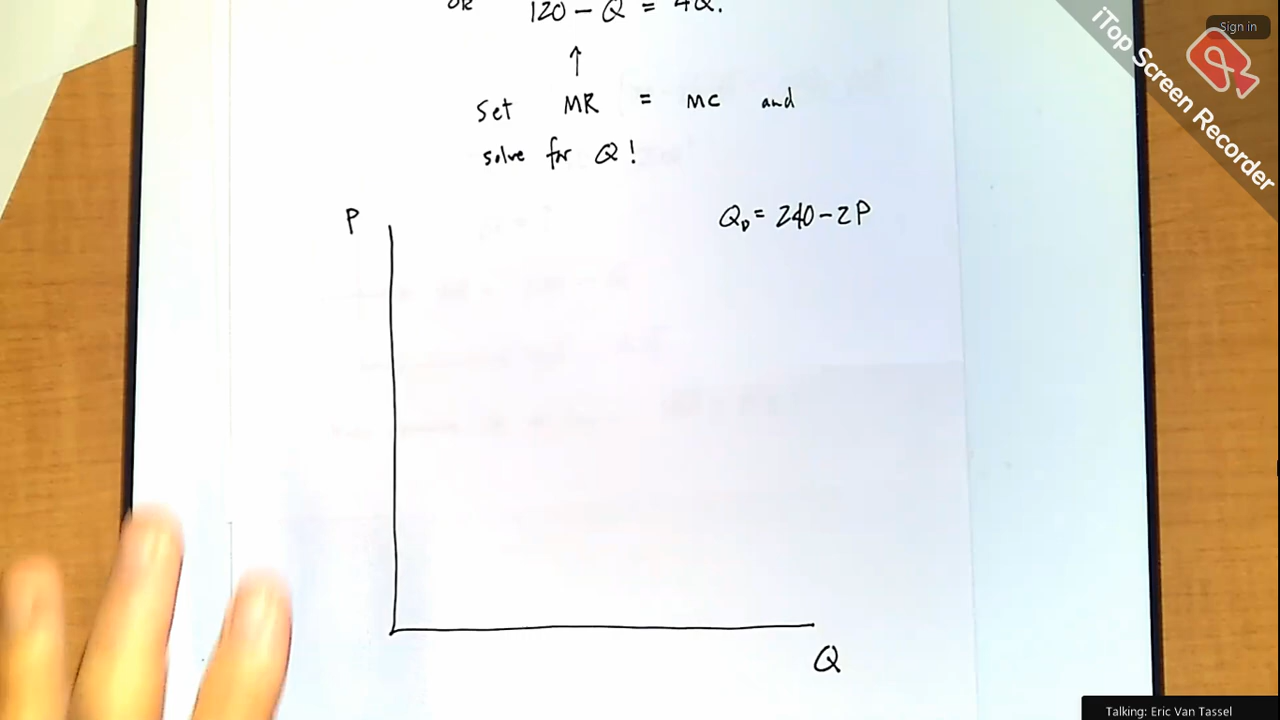 OR 120 - Q = 4Q.
↑
Set MR = MC and
solve for Q!
P
Q_D = 240 - 2P
Q
iTop Screen Recorder
Sign in
Talking: Eric Van Tassel